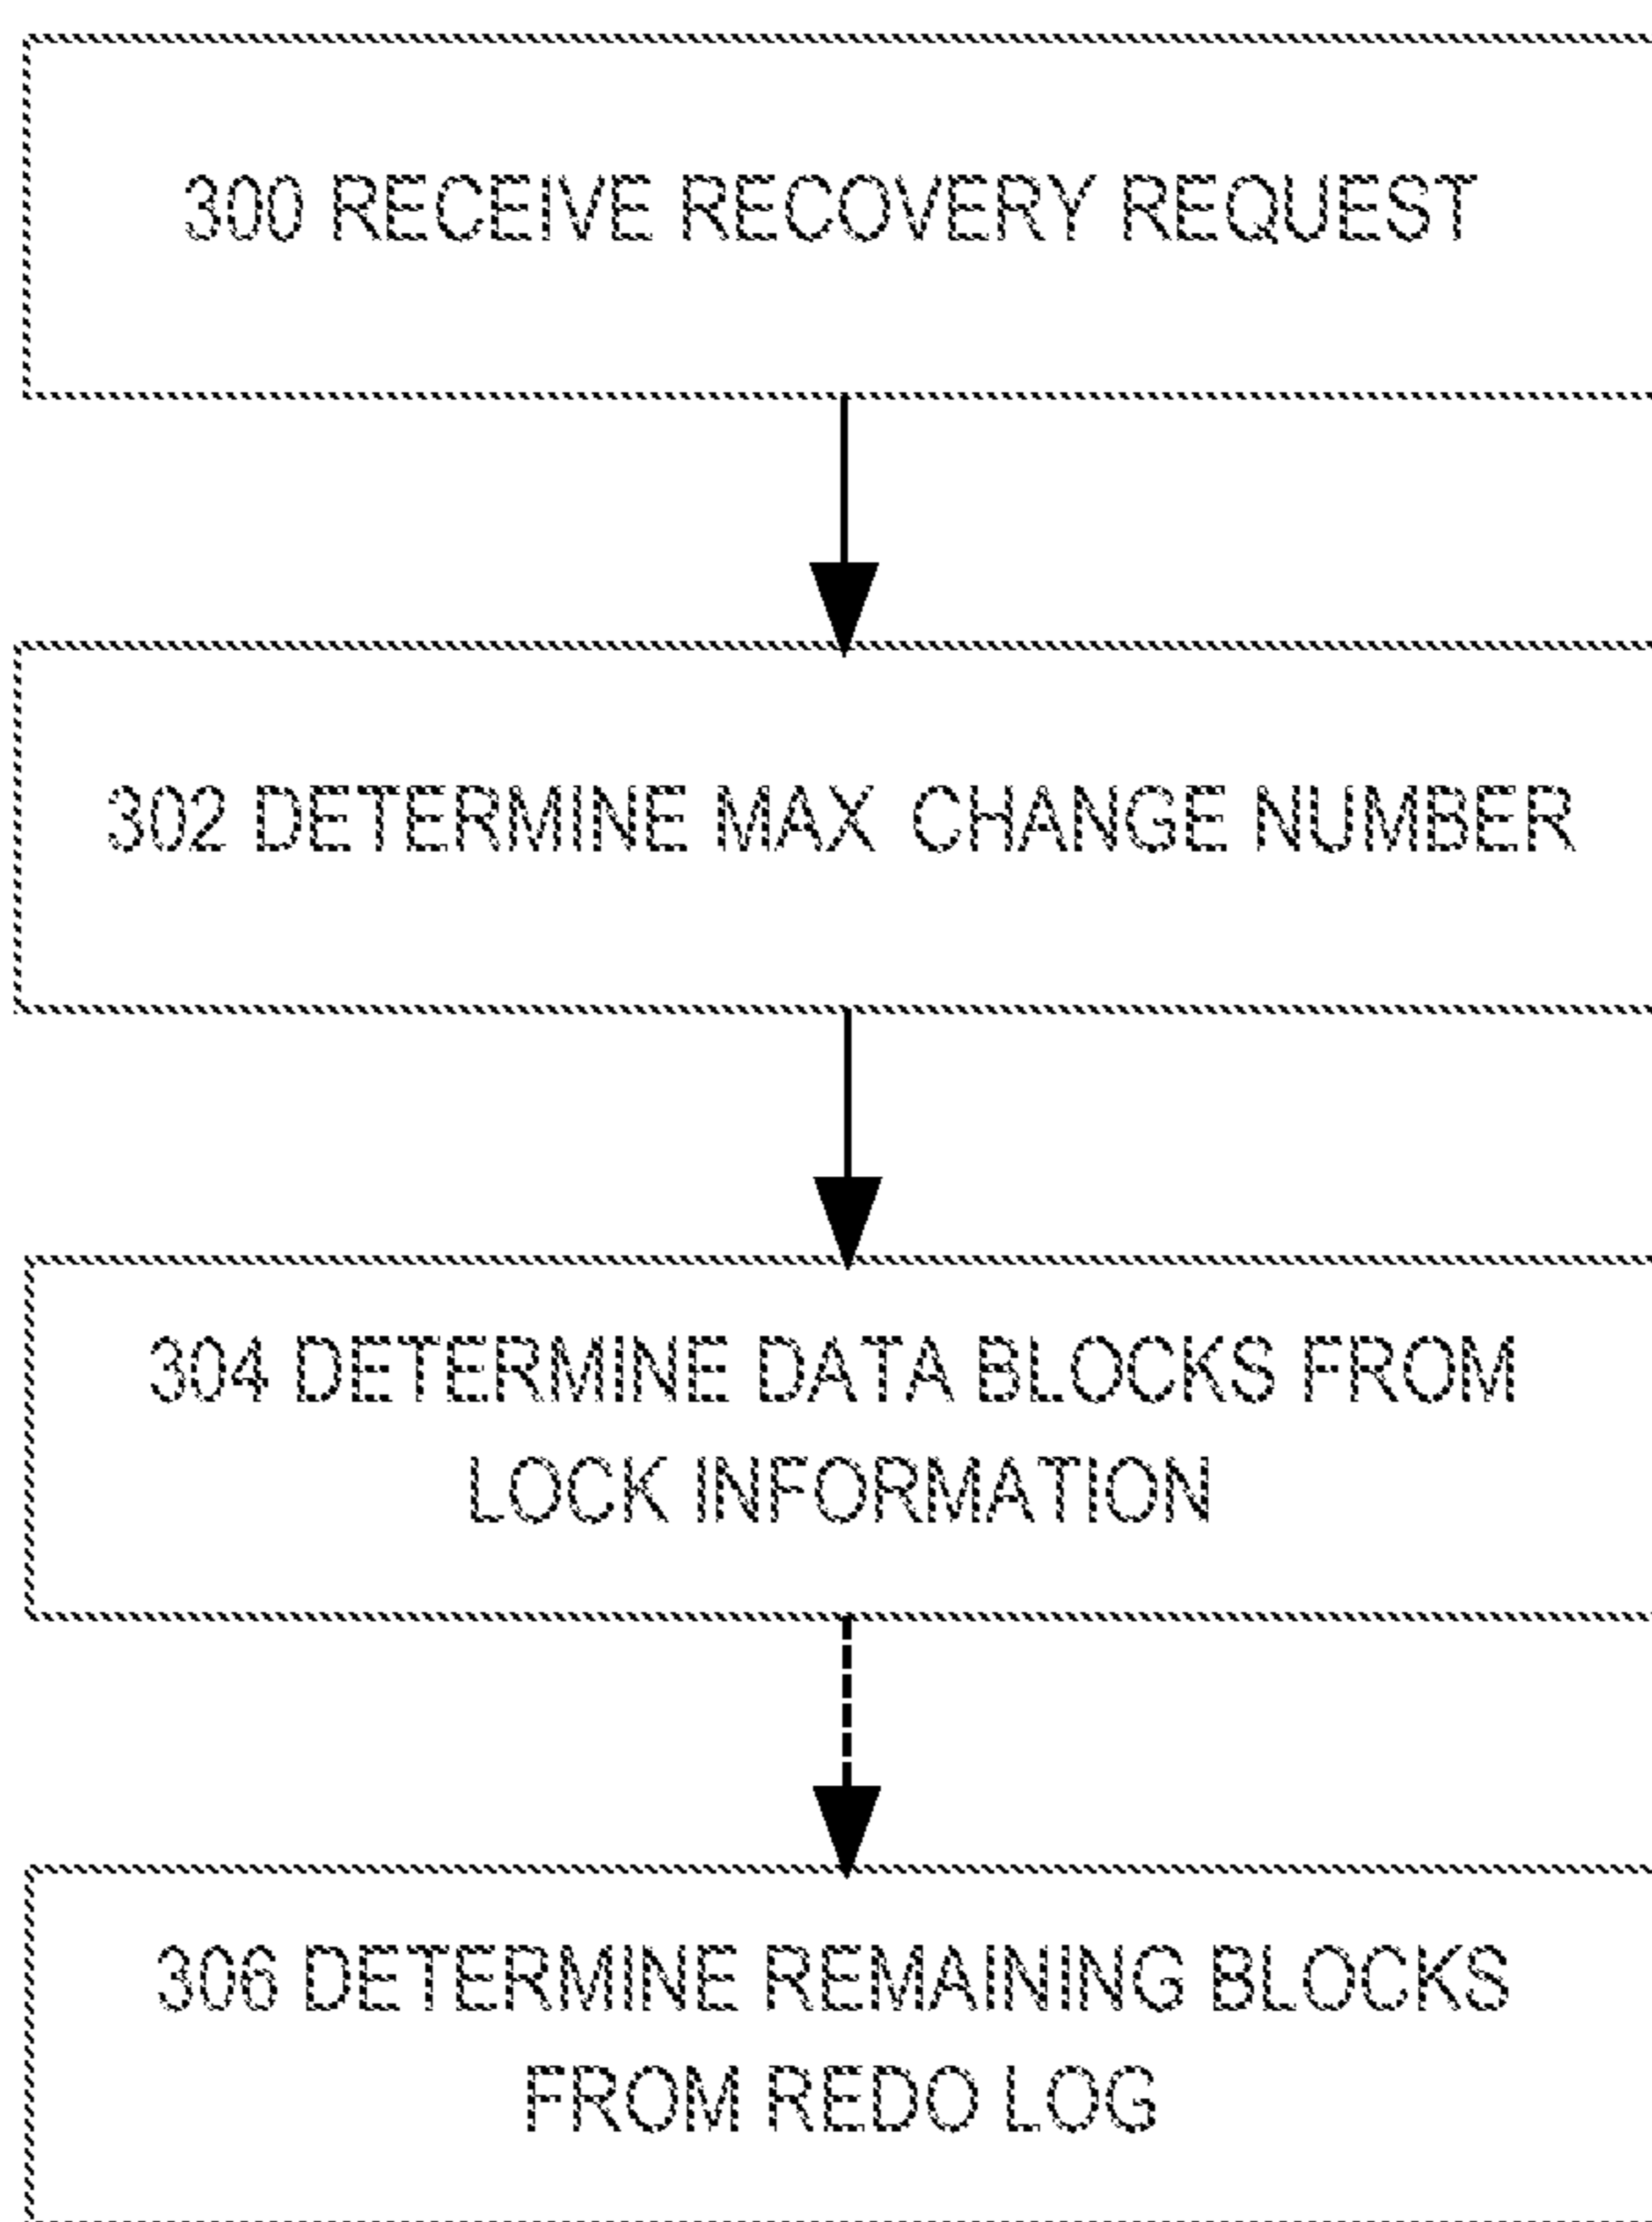 300 RECEIVE RECOVERY REQUEST
302 DETERMINE MAX CHANGE NUMBER
304 DETERMINE DATA BLOCKS FROM
LOCK INFORMATION
306 DETERMINE REMAINING BLOCKS
FROM REDO LOG